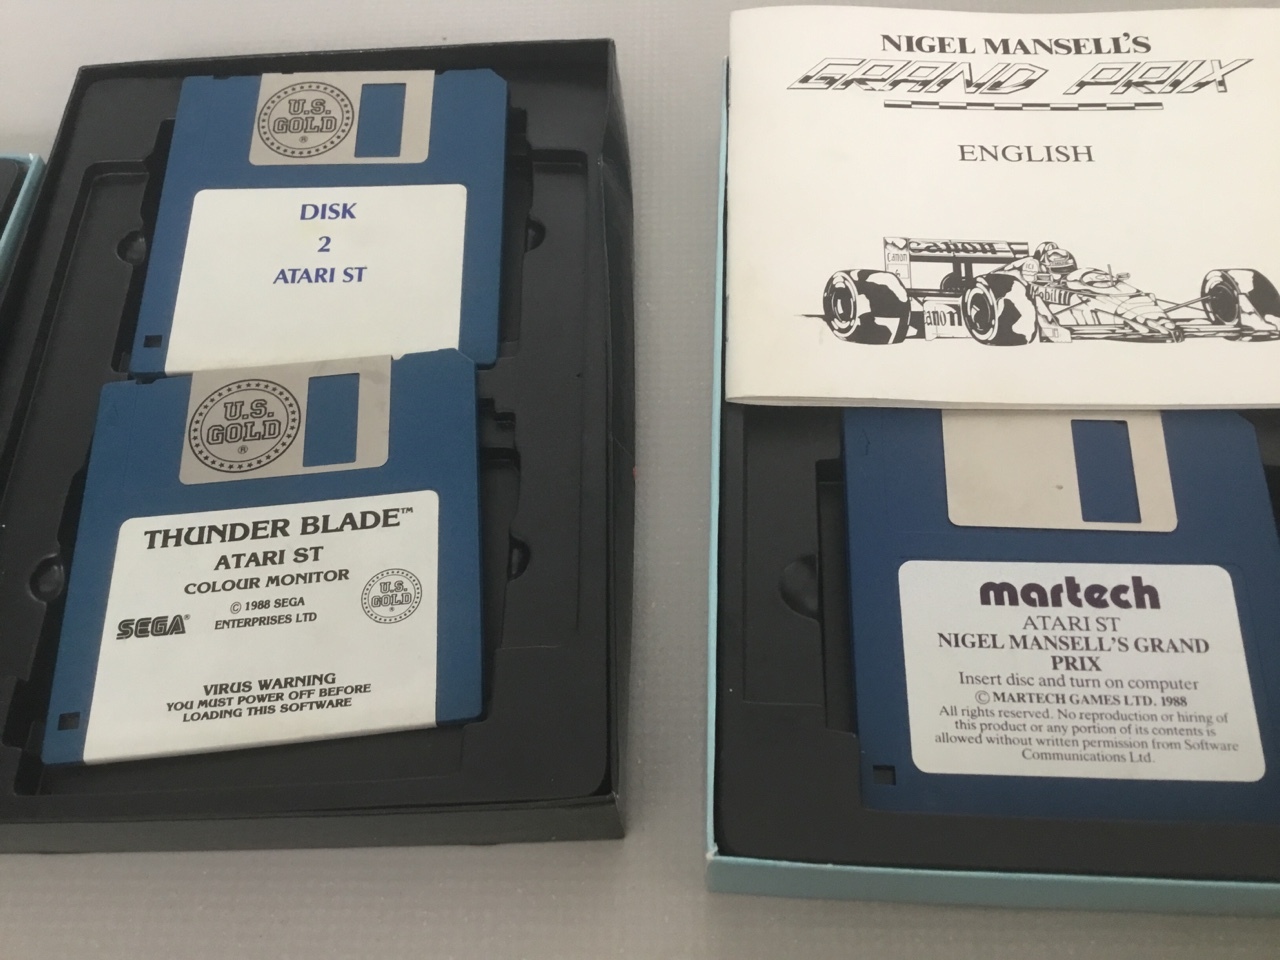 U.S.
GOLD
®
DISK
2
ATARI ST
U.S.
GOLD
®
THUNDER BLADE™
ATARI ST
COLOUR MONITOR
© 1988 SEGA
ENTERPRISES LTD
SEGA®
U.S.
GOLD
VIRUS WARNING
YOU MUST POWER OFF BEFORE
LOADING THIS SOFTWARE
NIGEL MANSELL'S
GRAND PRIX
ENGLISH
Canon
Canon
Mobil
Canon
martech
ATARI ST
NIGEL MANSELL'S GRAND
PRIX
Insert disc and turn on computer
© MARTECH GAMES LTD. 1988
All rights reserved. No reproduction or hiring of
this product or any portion of its contents is
allowed without written permission from Software
Communications Ltd.